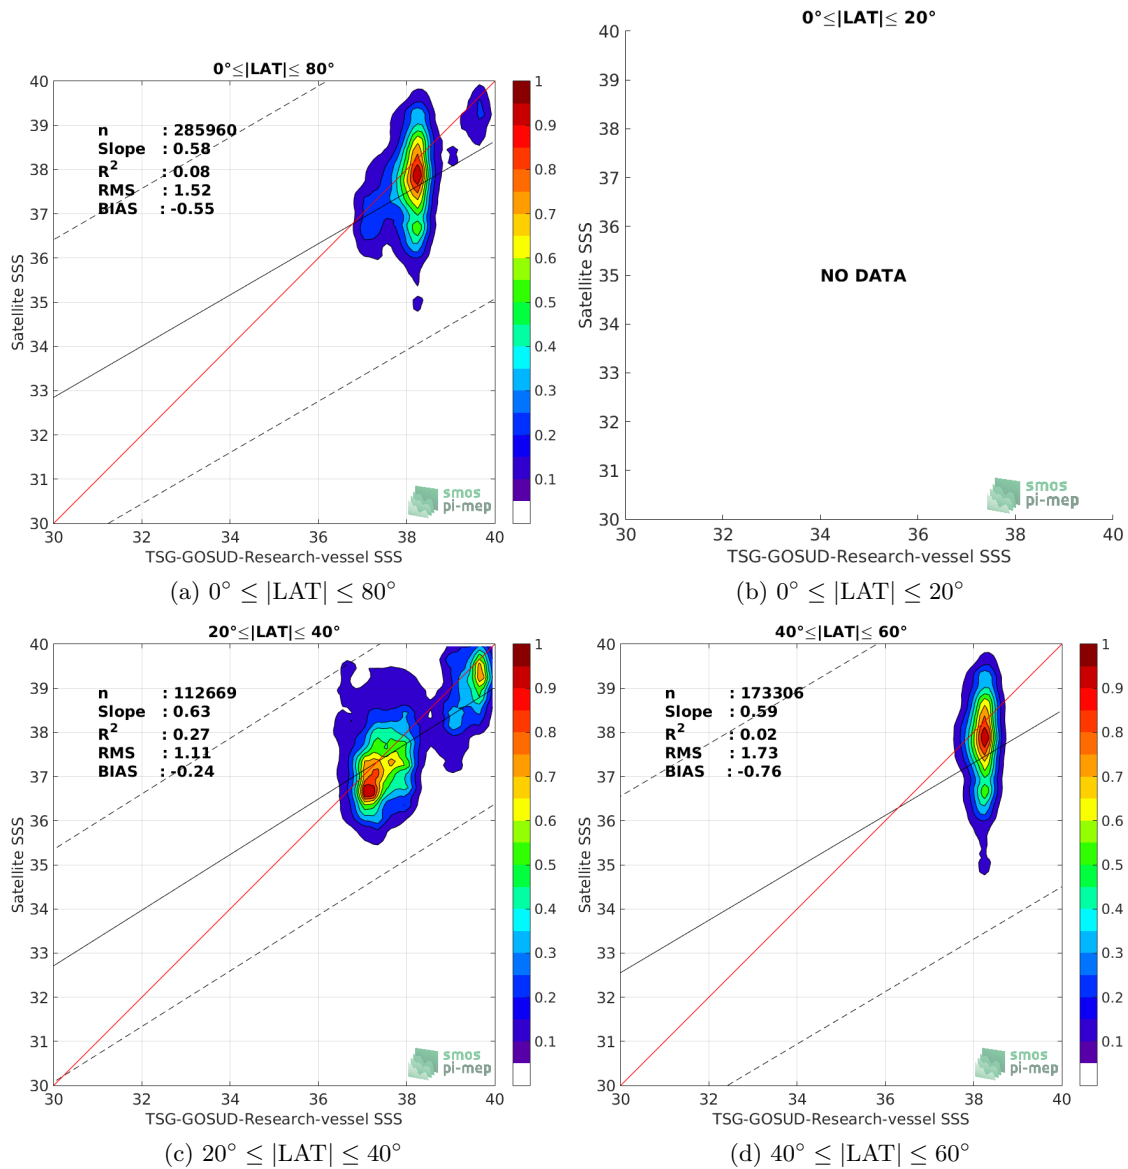 0°≤|LAT|≤ 80°
n : 285960
Slope : 0.58
R2 : 0.08
RMS : 1.52
BIAS : -0.55
Satellite SSS
40
39
38
37
36
35
34
33
32
31
30
30 32 34 36 38 40
TSG-GOSUD-Research-vessel SSS
1
0.9
0.8
0.7
0.6
0.5
0.4
0.3
0.2
0.1
smos
pi-mep
(a) 0° ≤ |LAT| ≤ 80°
0°≤|LAT|≤ 20°
Satellite SSS
40
39
38
37
36
35
34
33
32
31
30
NO DATA
smos
pi-mep
30 32 34 36 38 40
TSG-GOSUD-Research-vessel SSS
(b) 0° ≤ |LAT| ≤ 20°
20°≤|LAT|≤ 40°
n : 112669
Slope : 0.63
R2 : 0.27
RMS : 1.11
BIAS : -0.24
Satellite SSS
40
39
38
37
36
35
34
33
32
31
30
30 32 34 36 38 40
TSG-GOSUD-Research-vessel SSS
1
0.9
0.8
0.7
0.6
0.5
0.4
0.3
0.2
0.1
smos
pi-mep
(c) 20° ≤ |LAT| ≤ 40°
40°≤|LAT|≤ 60°
n : 173306
Slope : 0.59
R2 : 0.02
RMS : 1.73
BIAS : -0.76
Satellite SSS
40
39
38
37
36
35
34
33
32
31
30
30 32 34 36 38 40
TSG-GOSUD-Research-vessel SSS
1
0.9
0.8
0.7
0.6
0.5
0.4
0.3
0.2
0.1
smos
pi-mep
(d) 40° ≤ |LAT| ≤ 60°